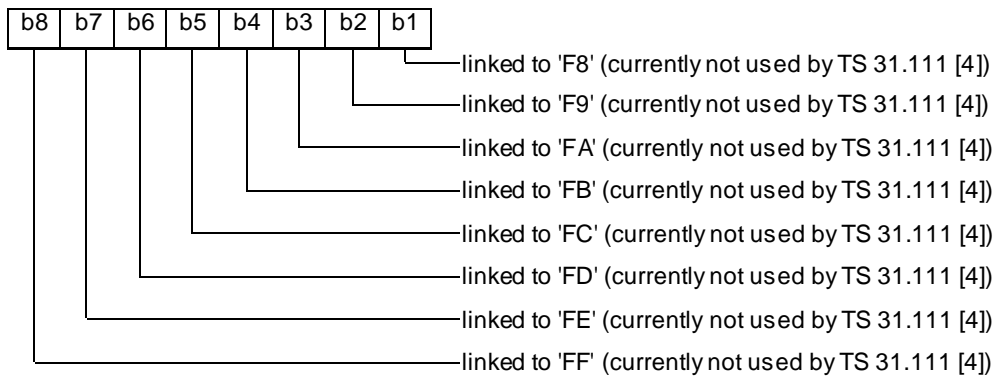 b8 b7 b6 b5 b4 b3 b2 b1
linked to 'F8' (currently not used by TS 31.111 [4])
linked to 'F9' (currently not used by TS 31.111 [4])
linked to 'FA' (currently not used by TS 31.111 [4])
linked to 'FB' (currently not used by TS 31.111 [4])
linked to 'FC' (currently not used by TS 31.111 [4])
linked to 'FD' (currently not used by TS 31.111 [4])
linked to 'FE' (currently not used by TS 31.111 [4])
linked to 'FF' (currently not used by TS 31.111 [4])